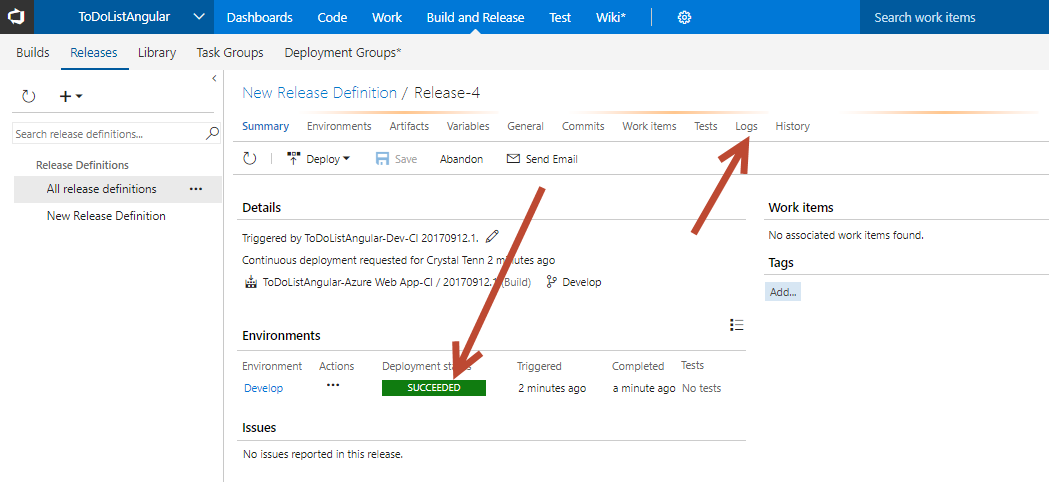 ToDoListAngular Dashboards Code Work Build and Release Test Wiki* Search work items
Builds Releases Library Task Groups Deployment Groups*
New Release Definition / Release-4
Search release definitions...
Summary Environments Artifacts Variables General Commits Work items Tests Logs History
Deploy Save Abandon Send Email
Release Definitions
All release definitions
New Release Definition
Details
Triggered by ToDoListAngular-Dev-CI 20170912.1.
Continuous deployment requested for Crystal Tenn 2 minutes ago
ToDoListAngular-Azure Web App-CI / 20170912.1 (Build) Develop
Work items
No associated work items found.
Tags
Add...
Environments
Environment Actions Deployment status Triggered Completed Tests
Develop SUCCEEDED 2 minutes ago a minute ago No tests
Issues
No issues reported in this release.